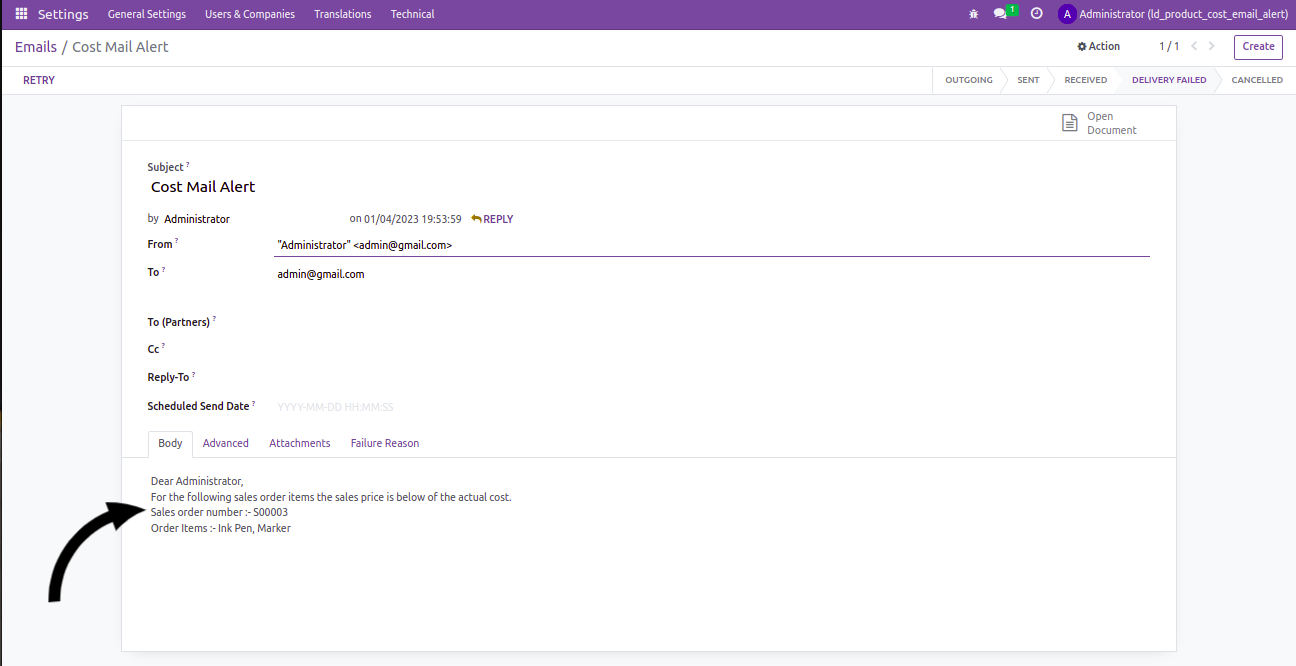 Settings General Settings Users & Companies Translations Technical 1 A Administrator (ld_product_cost_email_alert)
Emails / Cost Mail Alert Action 1 / 1 Create
RETRY OUTGOING SENT RECEIVED DELIVERY FAILED CANCELLED
Open
Document
Subject ?
Cost Mail Alert
by Administrator on 01/04/2023 19:53:59 REPLY
From ? "Administrator" <admin@gmail.com>
To ? admin@gmail.com
To (Partners) ?
Cc ?
Reply-To ?
Scheduled Send Date ? YYYY-MM-DD HH:MM:SS
Body Advanced Attachments Failure Reason
Dear Administrator,
For the following sales order items the sales price is below of the actual cost.
Sales order number :- S00003
Order Items :- Ink Pen, Marker